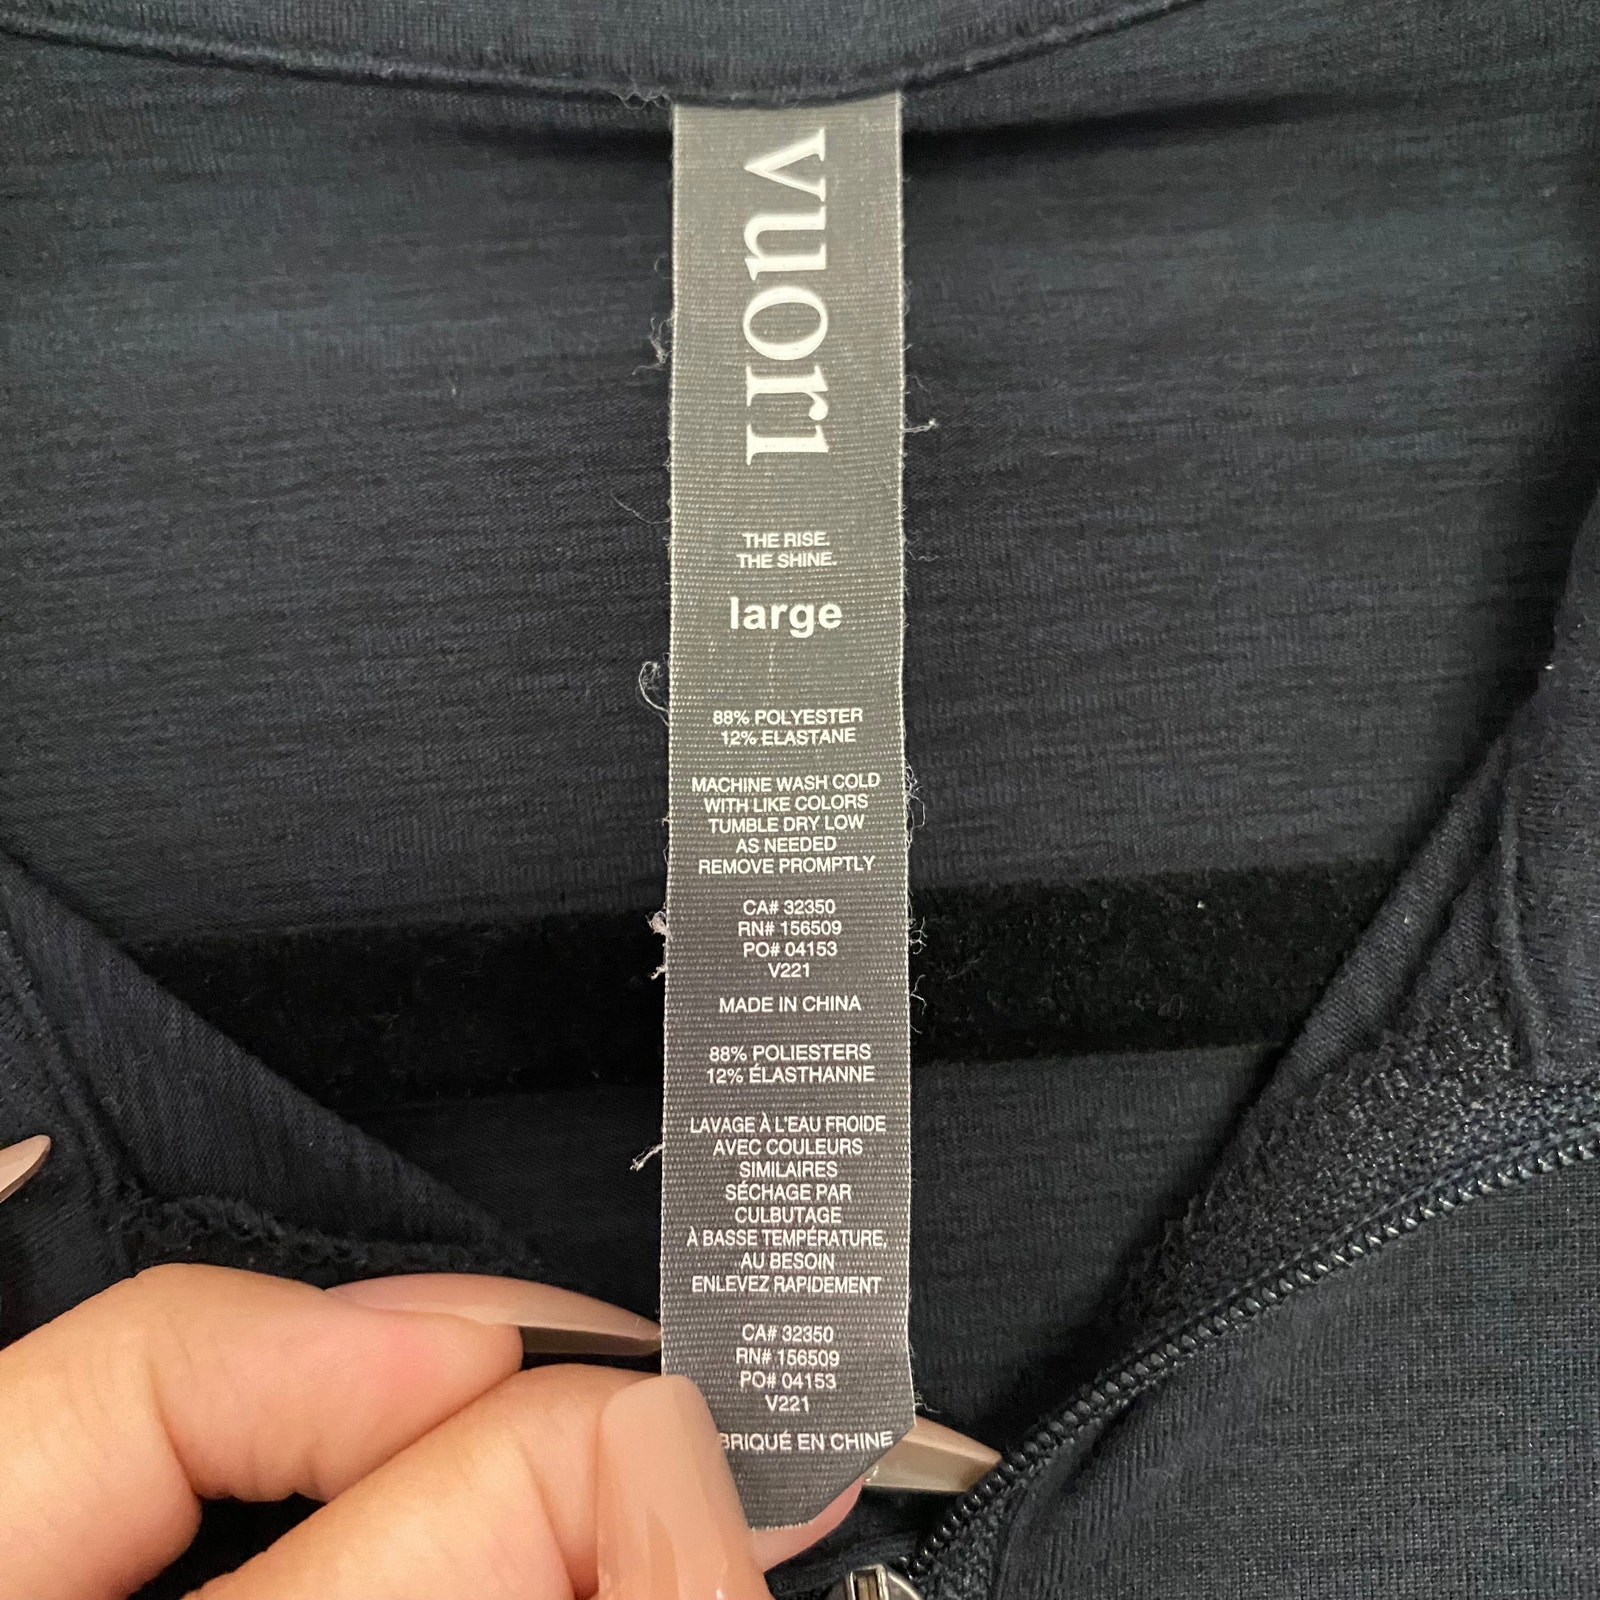 vuori
THE RISE.
THE SHINE.
large
88% POLYESTER
12% ELASTANE
MACHINE WASH COLD
WITH LIKE COLORS
TUMBLE DRY LOW
AS NEEDED
REMOVE PROMPTLY
CA# 32350
RN# 156509
PO# 04153
V221
MADE IN CHINA
88% POLIESTERS
12% ÉLASTHANNE
LAVAGE À L'EAU FROIDE
AVEC COULEURS
SIMILAIRES
SÉCHAGE PAR
CULBUTAGE
À BASSE TEMPÉRATURE,
AU BESOIN
ENLEVEZ RAPIDEMENT
CA# 32350
RN# 156509
PO# 04153
V221
BRIQUÉ EN CHINE